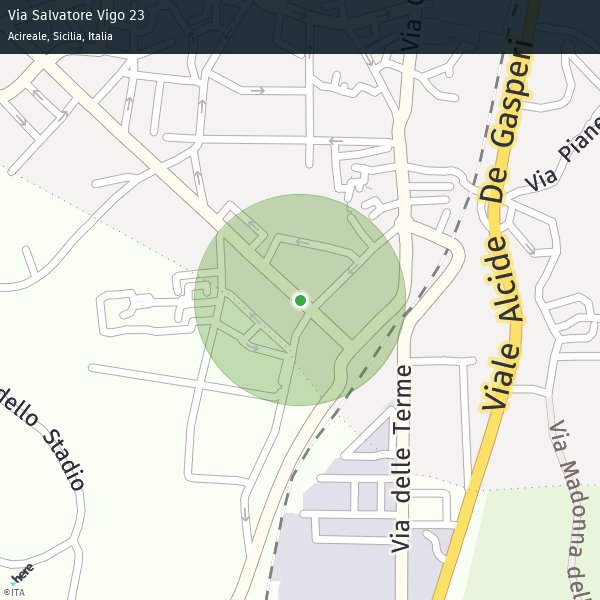 Via Salvatore Vigo 23
Acireale, Sicilia, Italia
Viale Alcide De Gasperi
Via Piane
Via delle Terme
dello Stadio
Via Madonna del
here
©ITA